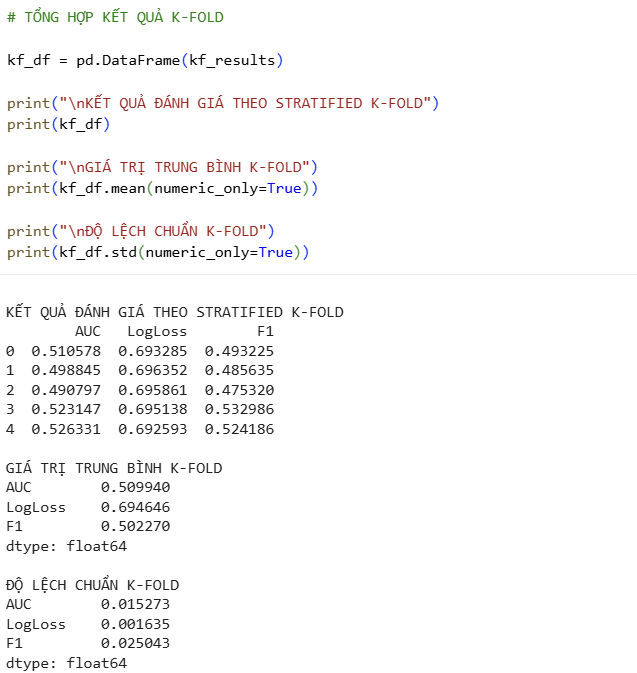 # TỔNG HỢP KẾT QUẢ K-FOLD
kf_df = pd.DataFrame(kf_results)
print("\nKẾT QUẢ ĐÁNH GIÁ THEO STRATIFIED K-FOLD")
print(kf_df)
print("\nGIÁ TRỊ TRUNG BÌNH K-FOLD")
print(kf_df.mean(numeric_only=True))
print("\nĐỘ LỆCH CHUẨN K-FOLD")
print(kf_df.std(numeric_only=True))
KẾT QUẢ ĐÁNH GIÁ THEO STRATIFIED K-FOLD
AUC LogLoss F1
0 0.510578 0.693285 0.493225
1 0.498845 0.696352 0.485635
2 0.490797 0.695861 0.475320
3 0.523147 0.695138 0.532986
4 0.526331 0.692593 0.524186
GIÁ TRỊ TRUNG BÌNH K-FOLD
AUC 0.509940
LogLoss 0.694646
F1 0.502270
dtype: float64
ĐỘ LỆCH CHUẨN K-FOLD
AUC 0.015273
LogLoss 0.001635
F1 0.025043
dtype: float64